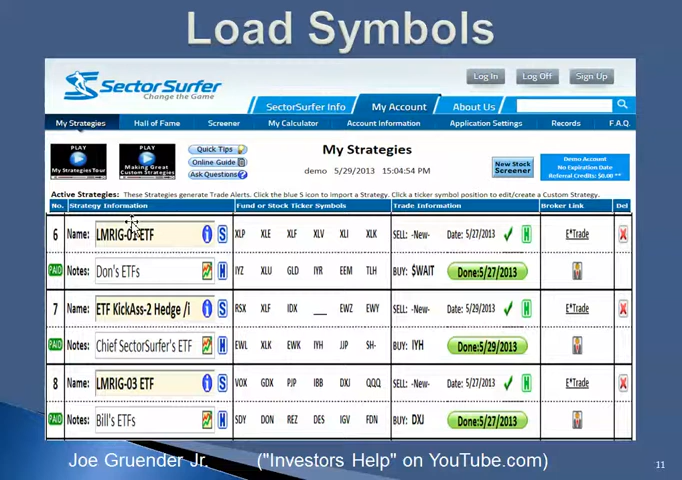 Load Symbols
SectorSurfer
Change the Game
Log In Log Off Sign Up
SectorSurfer Info My Account About Us
My Strategies Hall of Fame Screener My Calculator Account Information Application Settings Records F.A.Q.
PLAY My Strategies Tour
PLAY Making Great Custom Strategies
Quick Tips
Online Guide
Ask Questions
My Strategies
demo 5/29/2013 15:04:54 PM
New Stock Screener
Demo Account
No Expiration Date
Referral Credits: $0.00 **
Active Strategies: These Strategies generate Trade Alerts. Click the blue S icon to import a Strategy. Click a ticker symbol position to edit/create a Custom Strategy.
No. Strategy Information Fund or Stock Ticker Symbols Trade Information Broker Link Del
6 Name: LMRIG-01 ETF i S XLP XLE XLF XLV XLI XLK SELL: -New- Date: 5/27/2013 N E*Trade X
PAID Notes: Don's ETFs N IYZ XLU GLD IYR EEM TLH BUY: $WAIT Done:5/27/2013
7 Name: ETF KickAss-2 Hedge /i i S RSX XLF IDX ___ EWZ EWY SELL: -New- Date: 5/29/2013 N E*Trade X
PAID Notes: Chief SectorSurfer's ETF N EWL XLK EWK IYH JJP SH- BUY: IYH Done:5/29/2013
8 Name: LMRIG-03 ETF i S VOX GDX PJP IBB DXJ QQQ SELL: -New- Date: 5/27/2013 N E*Trade X
PAID Notes: Bill's ETFs N SDY DON REZ DES IGV FDN BUY: DXJ Done:5/27/2013
Joe Gruender Jr. ("Investors Help" on YouTube.com) 11